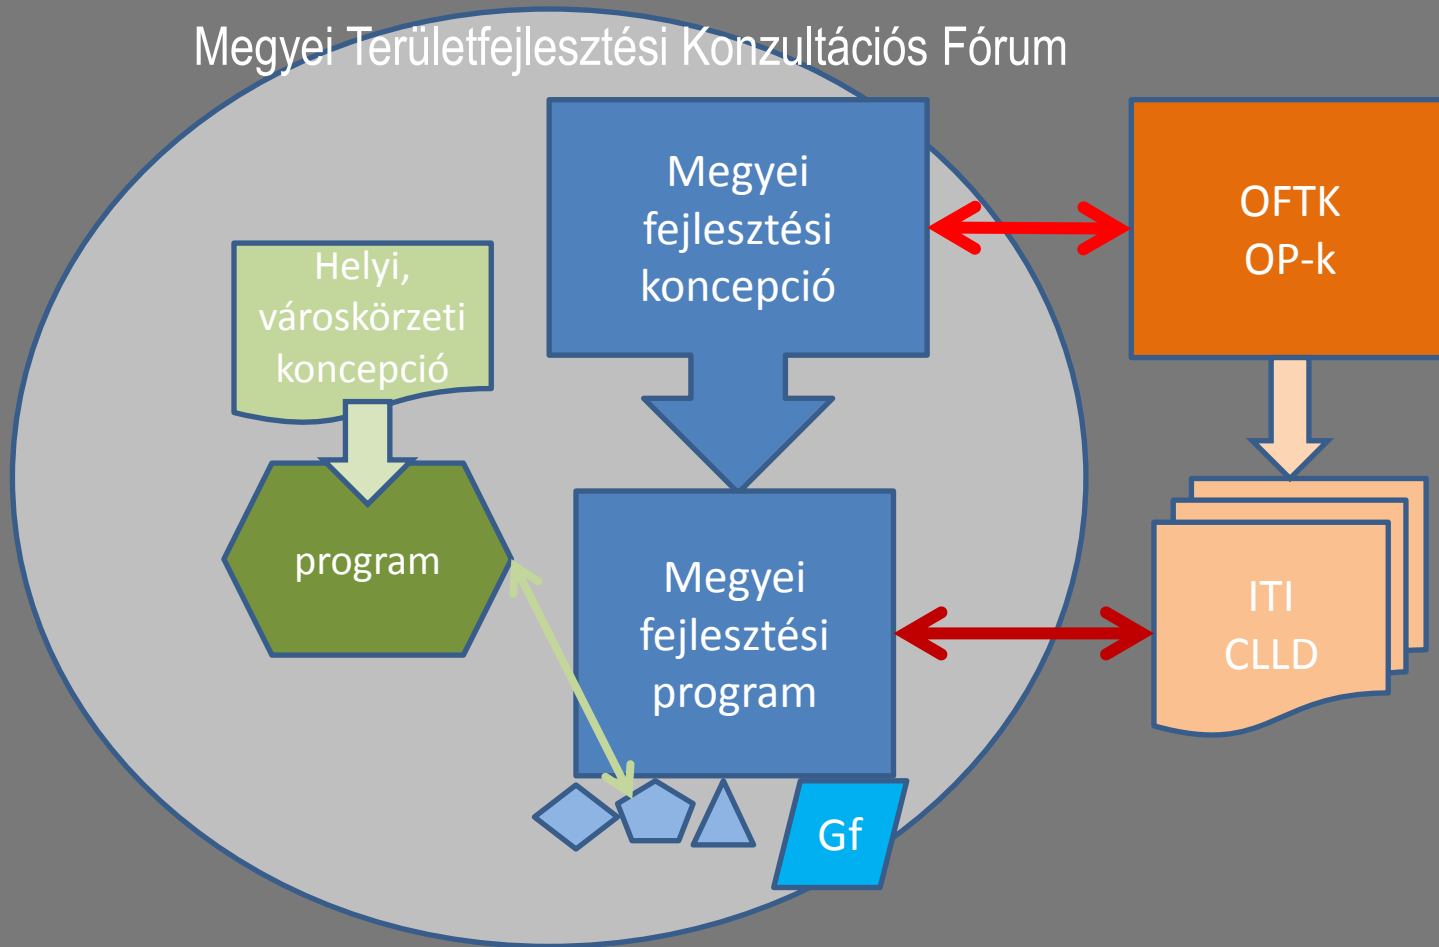 Megyei Területfejlesztési Konzultációs Fórum
Megyei
fejlesztési
koncepció
OFTK
OP-k
Helyi,
városkörzeti
koncepció
program
Megyei
fejlesztési
program
ITI
CLLD
Gf